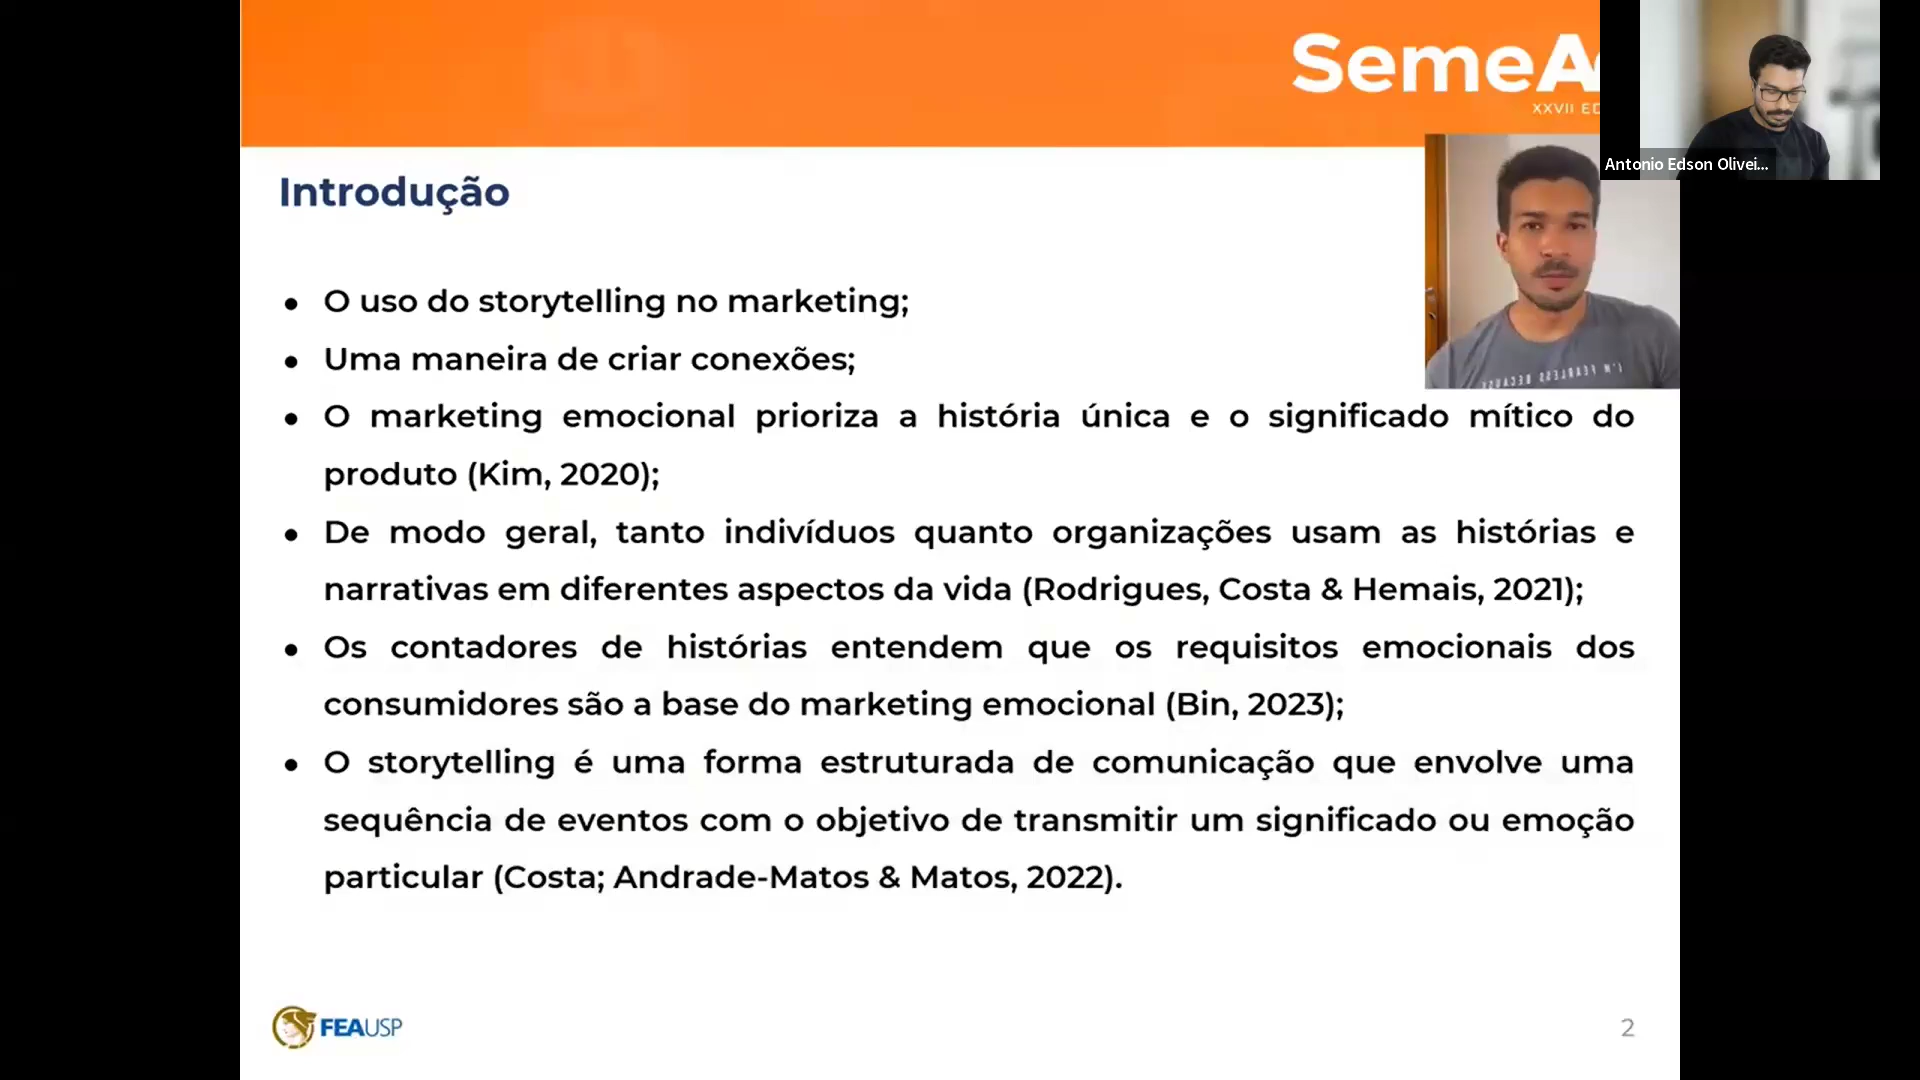 SemeA
XXVII ED
Antonio Edson Olivei...
Introdução
● O uso do storytelling no marketing;
● Uma maneira de criar conexões;
● O marketing emocional prioriza a história única e o significado mítico do
produto (Kim, 2020);
● De modo geral, tanto indivíduos quanto organizações usam as histórias e
narrativas em diferentes aspectos da vida (Rodrigues, Costa & Hemais, 2021);
● Os contadores de histórias entendem que os requisitos emocionais dos
consumidores são a base do marketing emocional (Bin, 2023);
● O storytelling é uma forma estruturada de comunicação que envolve uma
sequência de eventos com o objetivo de transmitir um significado ou emoção
particular (Costa; Andrade-Matos & Matos, 2022).
I'M FEARLESS BECAUSE
FEAUSP
2